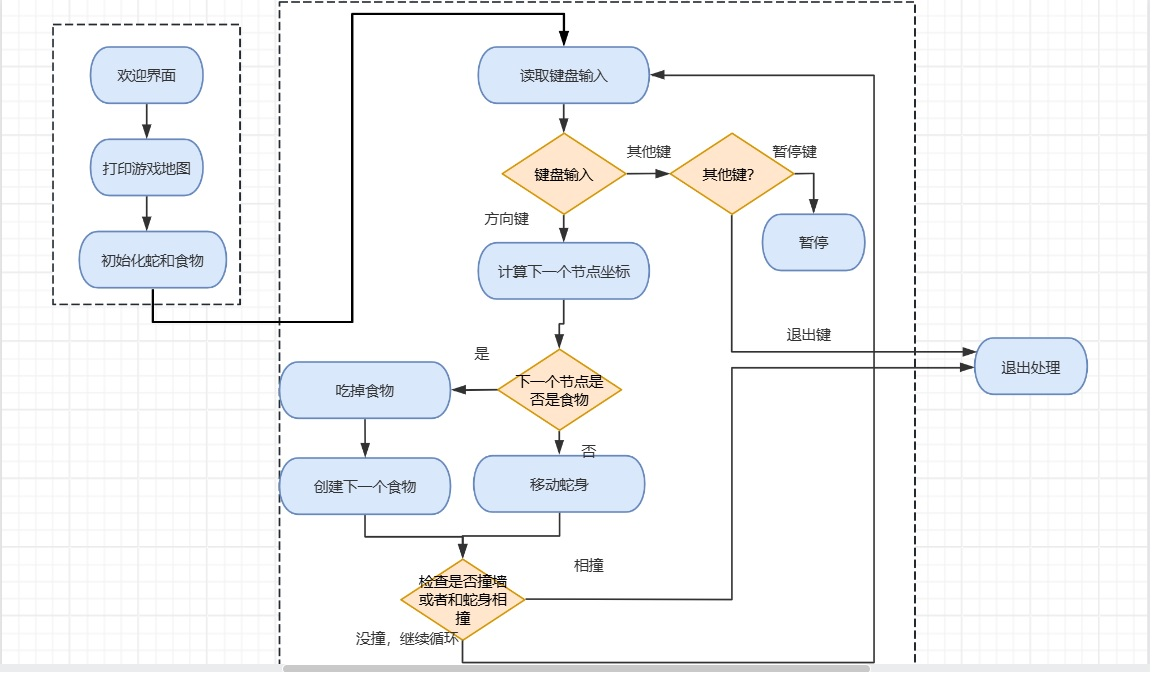 欢迎界面
打印游戏地图
初始化蛇和食物
读取键盘输入
键盘输入
其他键
其他键?
暂停键
暂停
方向键
计算下一个节点坐标
退出键
退出处理
下一个节点是
否是食物
是
吃掉食物
创建下一个食物
否
移动蛇身
检查是否撞墙
或者和蛇身相
撞
相撞
没撞，继续循环